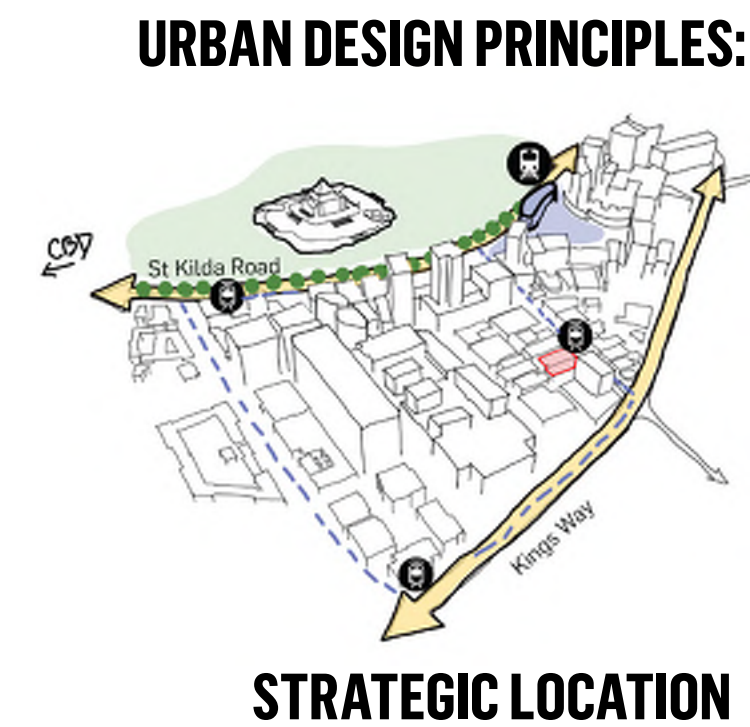 URBAN DESIGN PRINCIPLES:
CBD
St Kilda Road
Kings Way
STRATEGIC LOCATION